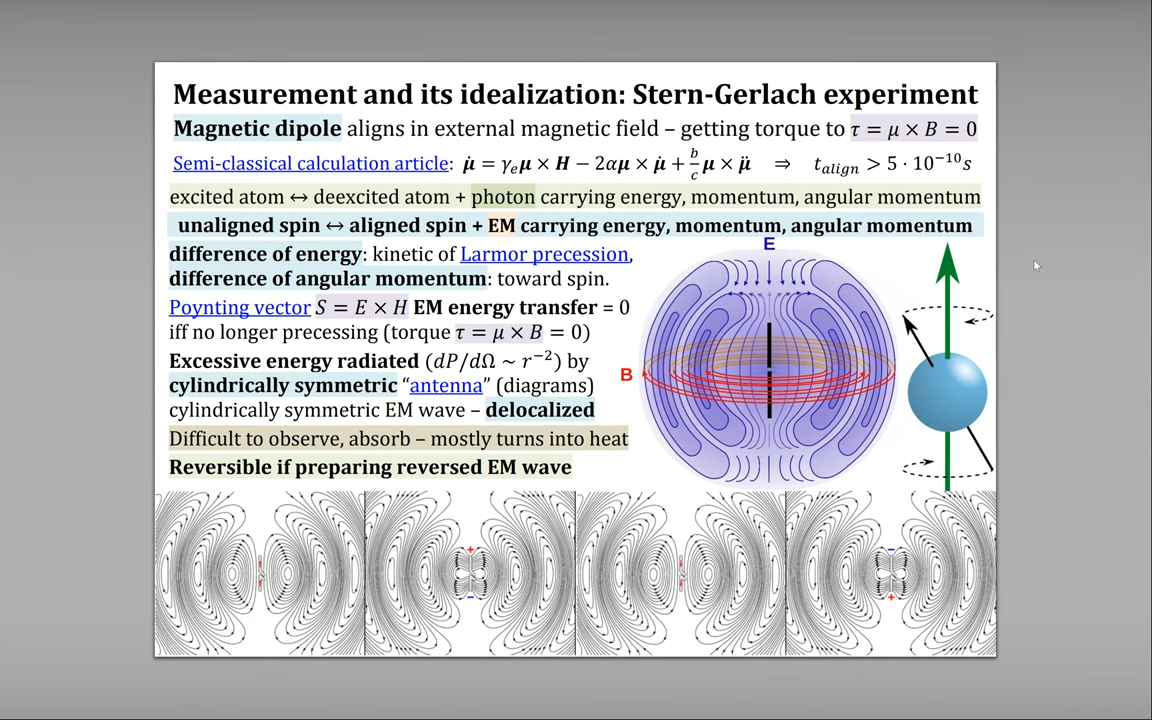 Measurement and its idealization: Stern-Gerlach experiment
Magnetic dipole aligns in external magnetic field – getting torque to τ = μ × B = 0
Semi-classical calculation article: μ̇ = γₑμ × H − 2αμ × μ̇ + b/c μ × μ̈ ⇒ t_align > 5 · 10⁻¹⁰s
excited atom ↔ deexcited atom + photon carrying energy, momentum, angular momentum
unaligned spin ↔ aligned spin + EM carrying energy, momentum, angular momentum
difference of energy: kinetic of Larmor precession,
difference of angular momentum: toward spin.
Poynting vector S = E × H EM energy transfer = 0
iff no longer precessing (torque τ = μ × B = 0)
Excessive energy radiated (dP/dΩ ~ r⁻²) by
cylindrically symmetric “antenna” (diagrams)
cylindrically symmetric EM wave – delocalized
Difficult to observe, absorb – mostly turns into heat
Reversible if preparing reversed EM wave
E
B
+
−
−
+